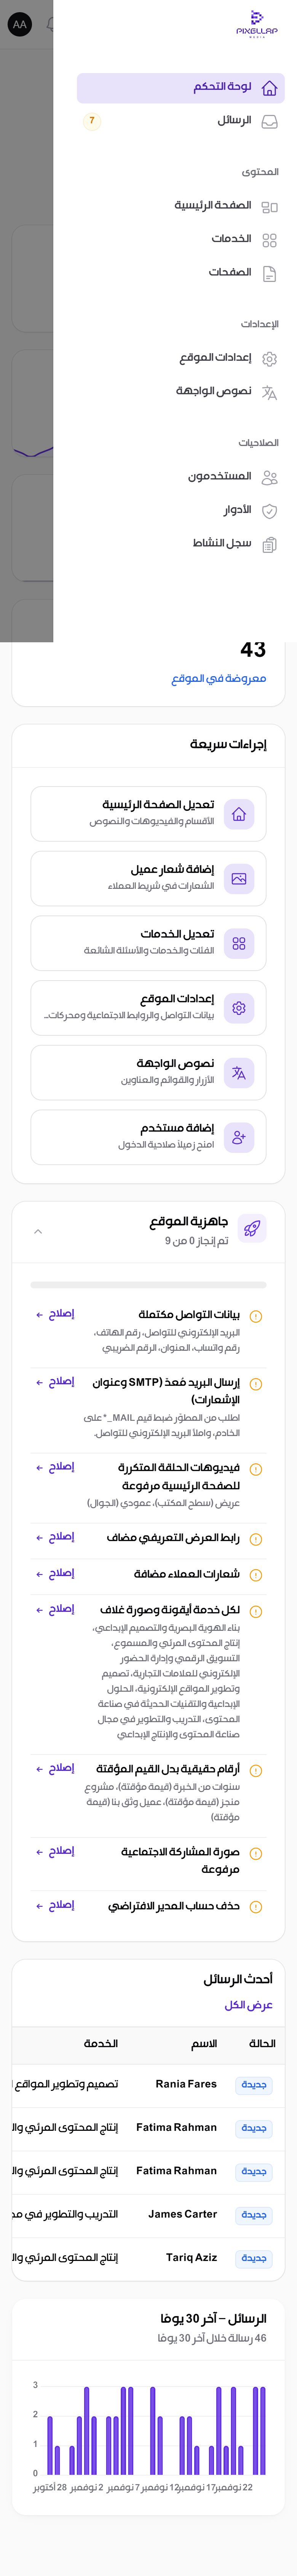 AA
PIXELLAP
MEDIA
لوحة التحكم
الرسائل
7
المحتوى
الصفحة الرئيسية
الخدمات
الصفحات
الإعدادات
إعدادات الموقع
نصوص الواجهة
الصلاحيات
المستخدمون
الأدوار
سجل النشاط
43
معروضة في الموقع
إجراءات سريعة
تعديل الصفحة الرئيسية
الأقسام والفيديوهات والنصوص
إضافة شعار عميل
الشعارات في شريط العملاء
تعديل الخدمات
الفئات والخدمات والأسئلة الشائعة
إعدادات الموقع
بيانات التواصل والروابط الاجتماعية ومحركات...
نصوص الواجهة
الأزرار والقوائم والعناوين
إضافة مستخدم
امنح زميلاً صلاحية الدخول
جاهزية الموقع
تم إنجاز 0 من 9
بيانات التواصل مكتملة
إصلاح
البريد الإلكتروني للتواصل، رقم الهاتف،
رقم واتساب، العنوان، الرقم الضريبي
إرسال البريد مُعدّ (SMTP وعنوان
الإشعارات)
إصلاح
اطلب من المطوّر ضبط قيم MAIL_* على
الخادم، واملأ البريد الإلكتروني للتواصل.
فيديوهات الحلقة المتكررة
للصفحة الرئيسية مرفوعة
إصلاح
عريض (سطح المكتب)، عمودي (الجوال)
رابط العرض التعريفي مضاف
إصلاح
شعارات العملاء مضافة
إصلاح
لكل خدمة أيقونة وصورة غلاف
إصلاح
بناء الهوية البصرية والتصميم الإبداعي،
إنتاج المحتوى المرئي والمسموع،
التسويق الرقمي وإدارة الحضور
الإلكتروني للعلامات التجارية، تصميم
وتطوير المواقع الإلكترونية، الحلول
الإبداعية والتقنيات الحديثة في صناعة
المحتوى، التدريب والتطوير في مجال
صناعة المحتوى والإنتاج الإبداعي
أرقام حقيقية بدل القيم المؤقتة
إصلاح
سنوات من الخبرة (قيمة مؤقتة)، مشروع
منجز (قيمة مؤقتة)، عميل وثق بنا (قيمة
مؤقتة)
صورة المشاركة الاجتماعية
مرفوعة
إصلاح
حذف حساب المدير الافتراضي
إصلاح
أحدث الرسائل
عرض الكل
الحالة الاسم الخدمة
جديدة Rania Fares تصميم وتطوير المواقع
جديدة Fatima Rahman إنتاج المحتوى المرئي
جديدة Fatima Rahman إنتاج المحتوى المرئي
جديدة James Carter التدريب والتطوير في
جديدة Tariq Aziz إنتاج المحتوى المرئي
الرسائل – آخر 30 يومًا
46 رسالة خلال آخر 30 يومًا
3
2
1
0
28 أكتوبر 2 نوفمبر 7 نوفمبر 12 نوفمبر 17 نوفمبر 22 نوفمبر